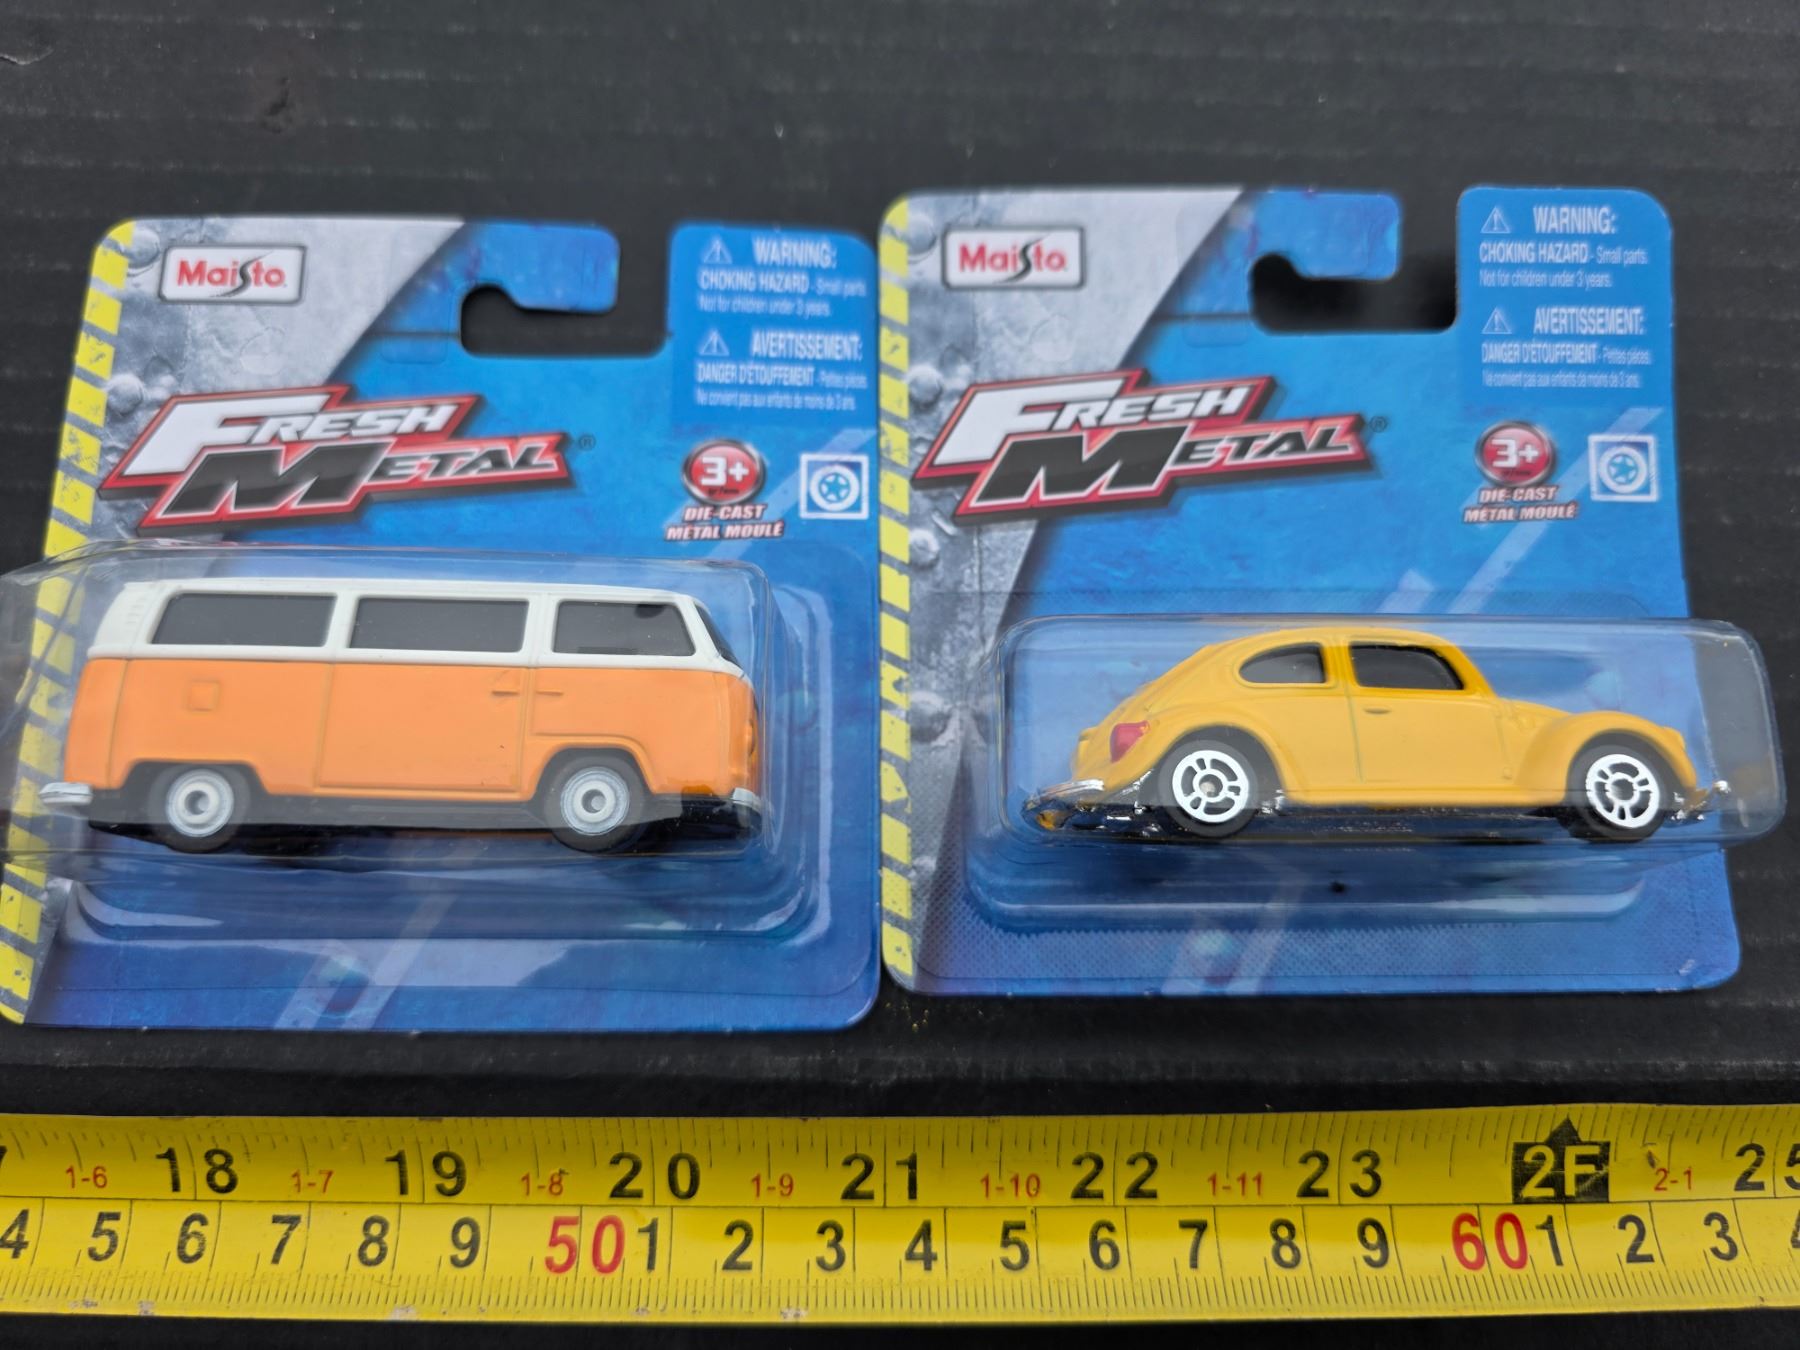 Maisto
WARNING:
CHOKING HAZARD - Small parts
Not for children under 3 years.
AVERTISSEMENT:
DANGER D'ÉTOUFFEMENT - Petites pièces
Ne convient pas aux enfants de moins de 3 ans.
FRESH
METAL®
3+
DIE-CAST
MÉTAL MOULÉ
Maisto
WARNING:
CHOKING HAZARD - Small parts.
Not for children under 3 years.
AVERTISSEMENT:
DANGER D'ÉTOUFFEMENT - Petites pièces.
Ne convient pas aux enfants de moins de 3 ans.
FRESH
METAL®
3+
DIE-CAST
MÉTAL MOULÉ
1-6 18 1-7 19 1-8 20 1-9 21 1-10 22 1-11 23 2F 2-1 25
4 5 6 7 8 9 50 1 2 3 4 5 6 7 8 9 60 1 2 3 4